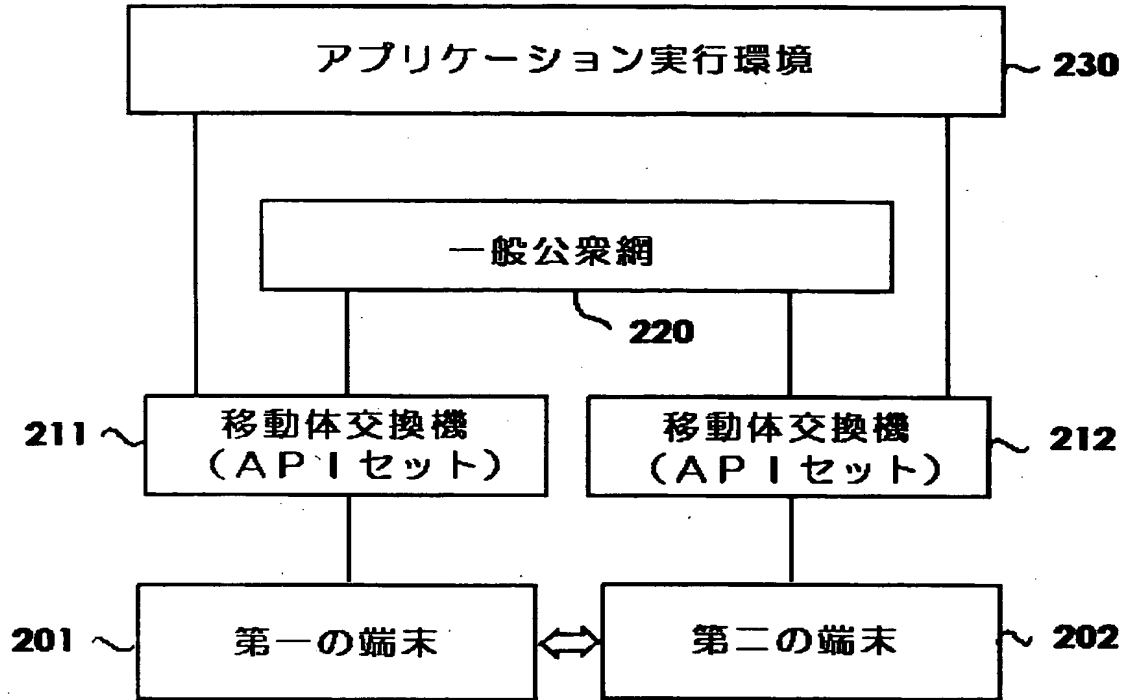 アプリケーション実行環境
230
一般公衆網
220
211
移動体交換機
(APIセット)
移動体交換機
(APIセット)
212
201
第一の端末
第二の端末
202